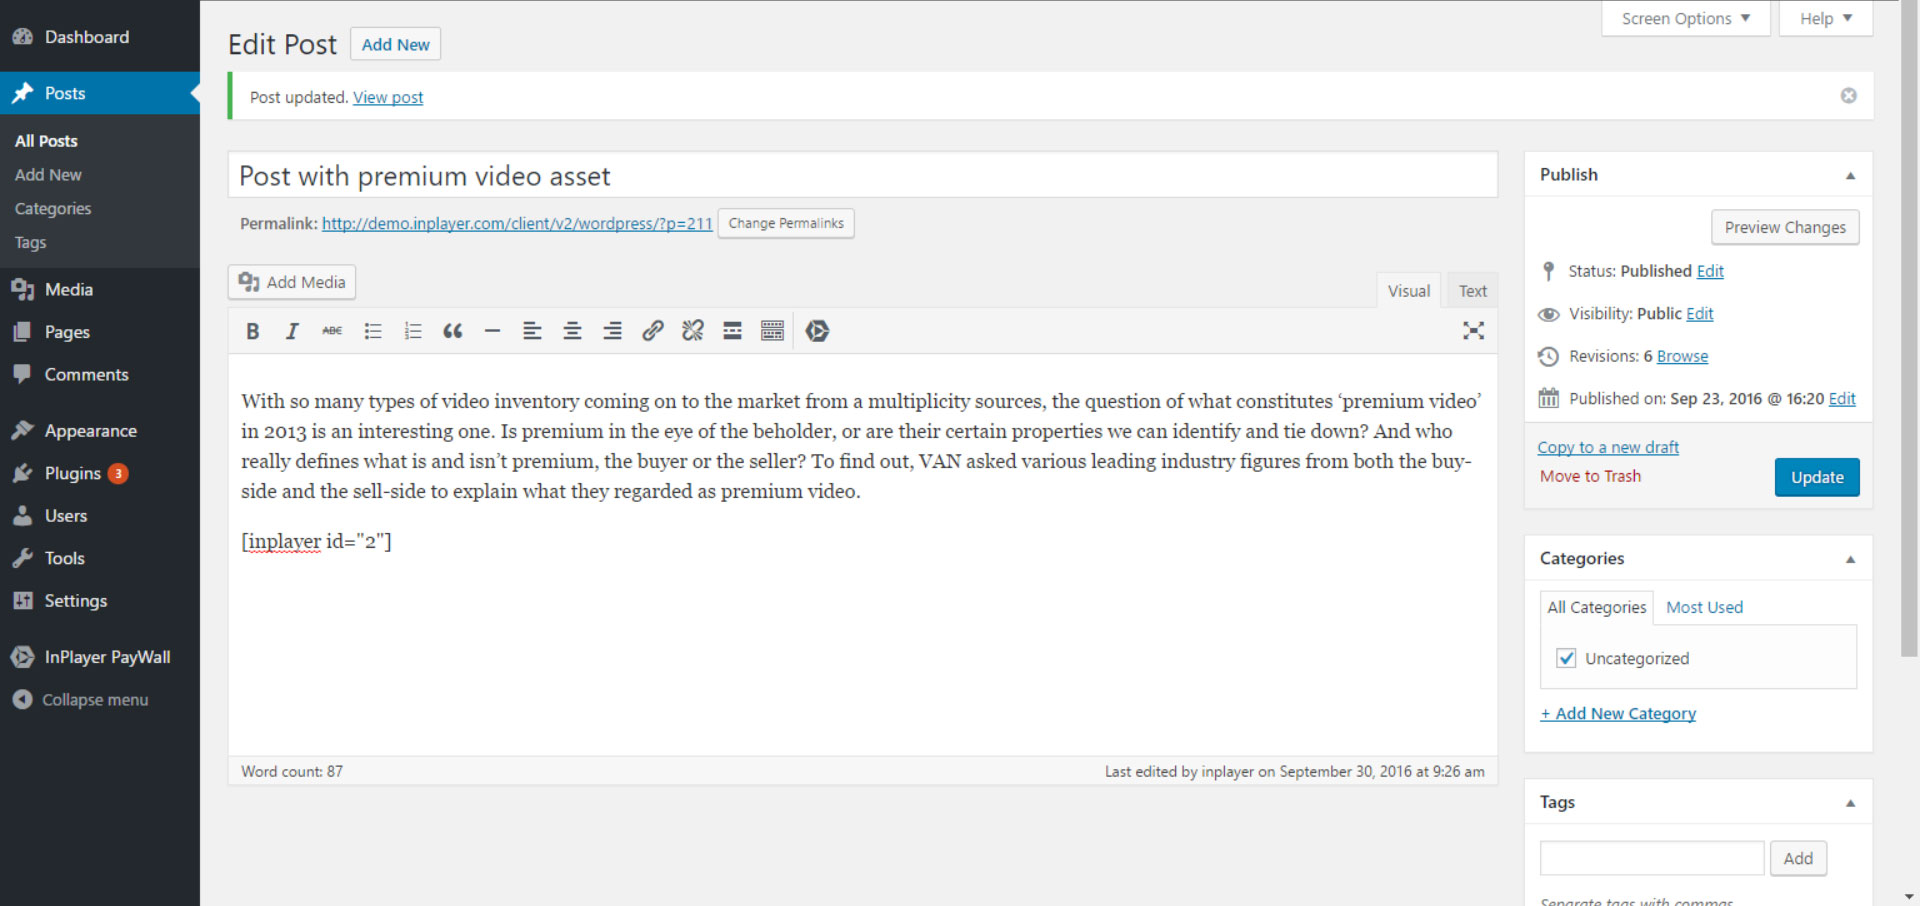 Dashboard
Posts
All Posts
Add New
Categories
Tags
Media
Pages
Comments
Appearance
Plugins 3
Users
Tools
Settings
InPlayer PayWall
Collapse menu
Screen Options
Help
Edit Post
Add New
Post updated. View post
Post with premium video asset
Permalink: http://demo.inplayer.com/client/v2/wordpress/?p=211
Change Permalinks
Add Media
Visual
Text
B I ABC
With so many types of video inventory coming on to the market from a multiplicity sources, the question of what constitutes ‘premium video’
in 2013 is an interesting one. Is premium in the eye of the beholder, or are their certain properties we can identify and tie down? And who
really defines what is and isn’t premium, the buyer or the seller? To find out, VAN asked various leading industry figures from both the buy-
side and the sell-side to explain what they regarded as premium video.
[inplayer id="2"]
Word count: 87
Last edited by inplayer on September 30, 2016 at 9:26 am
Publish
Preview Changes
Status: Published Edit
Visibility: Public Edit
Revisions: 6 Browse
Published on: Sep 23, 2016 @ 16:20 Edit
Copy to a new draft
Move to Trash
Update
Categories
All Categories
Most Used
Uncategorized
+ Add New Category
Tags
Add
Separate tags with commas